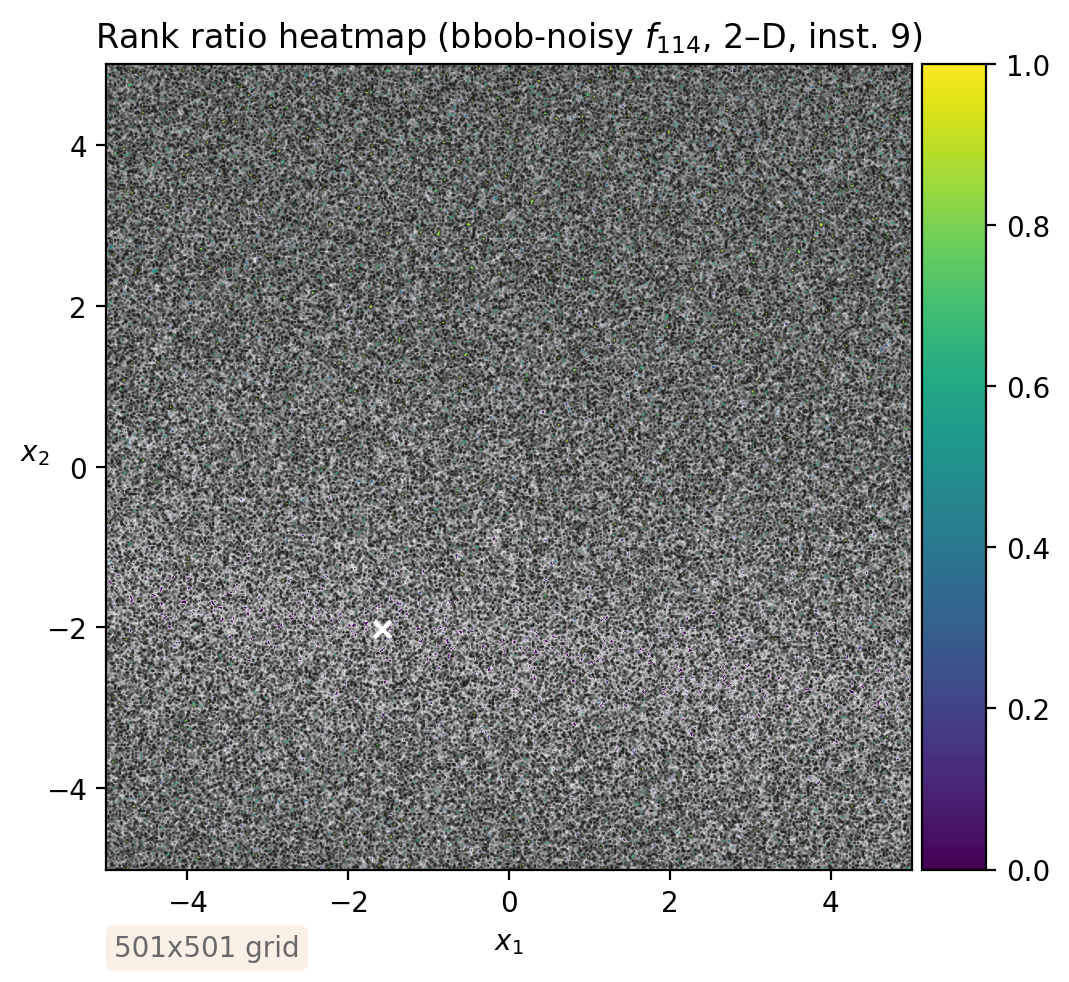 Rank ratio heatmap (bbob-noisy f₁₁₄, 2–D, inst. 9)
1.0
0.8
0.6
0.4
0.2
0.0
4
2
0
−2
−4
x₂
−4 −2 0 2 4
x₁
501x501 grid